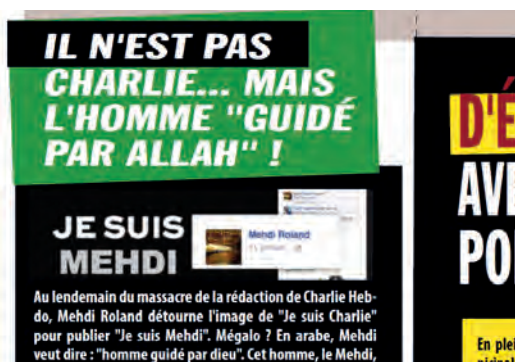 IL N'EST PAS
CHARLIE... MAIS
L'HOMME "GUIDÉ
PAR ALLAH" !
JE SUIS
MEHDI
Mehdi Roland
Au lendemain du massacre de la rédaction de Charlie Heb-
do, Mehdi Roland détourne l'image de "Je suis Charlie"
pour publier "Je suis Mehdi". Mégalo ? En arabe, Mehdi
veut dire : "homme guidé par dieu". Cet homme, le Mehdi
D'É
AVE
PO
En plei